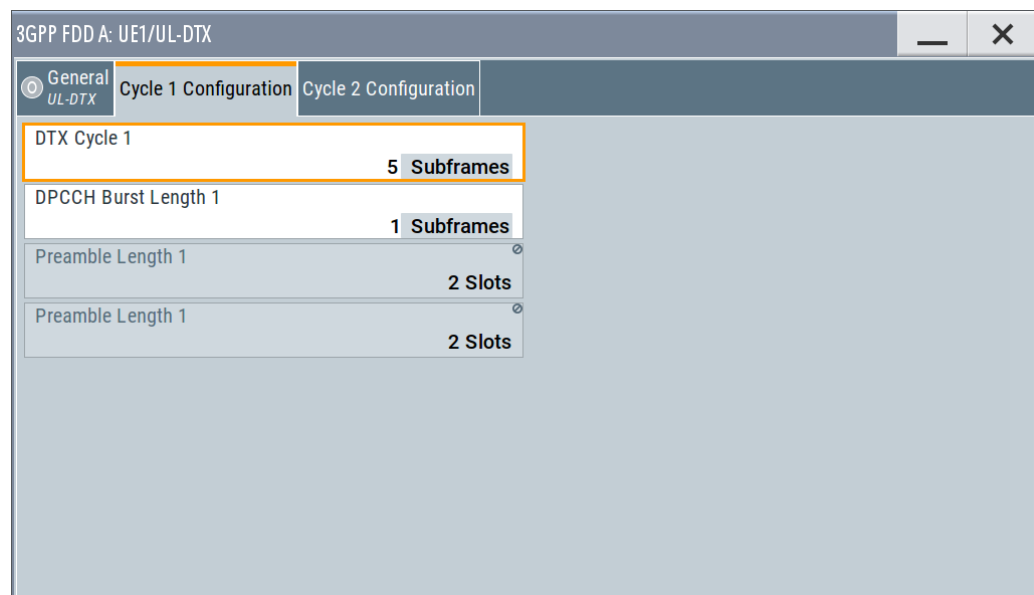 3GPP FDD A: UE1/UL-DTX
General
UL-DTX
Cycle 1 Configuration
Cycle 2 Configuration
DTX Cycle 1
5 Subframes
DPCCH Burst Length 1
1 Subframes
Preamble Length 1
2 Slots
Preamble Length 1
2 Slots